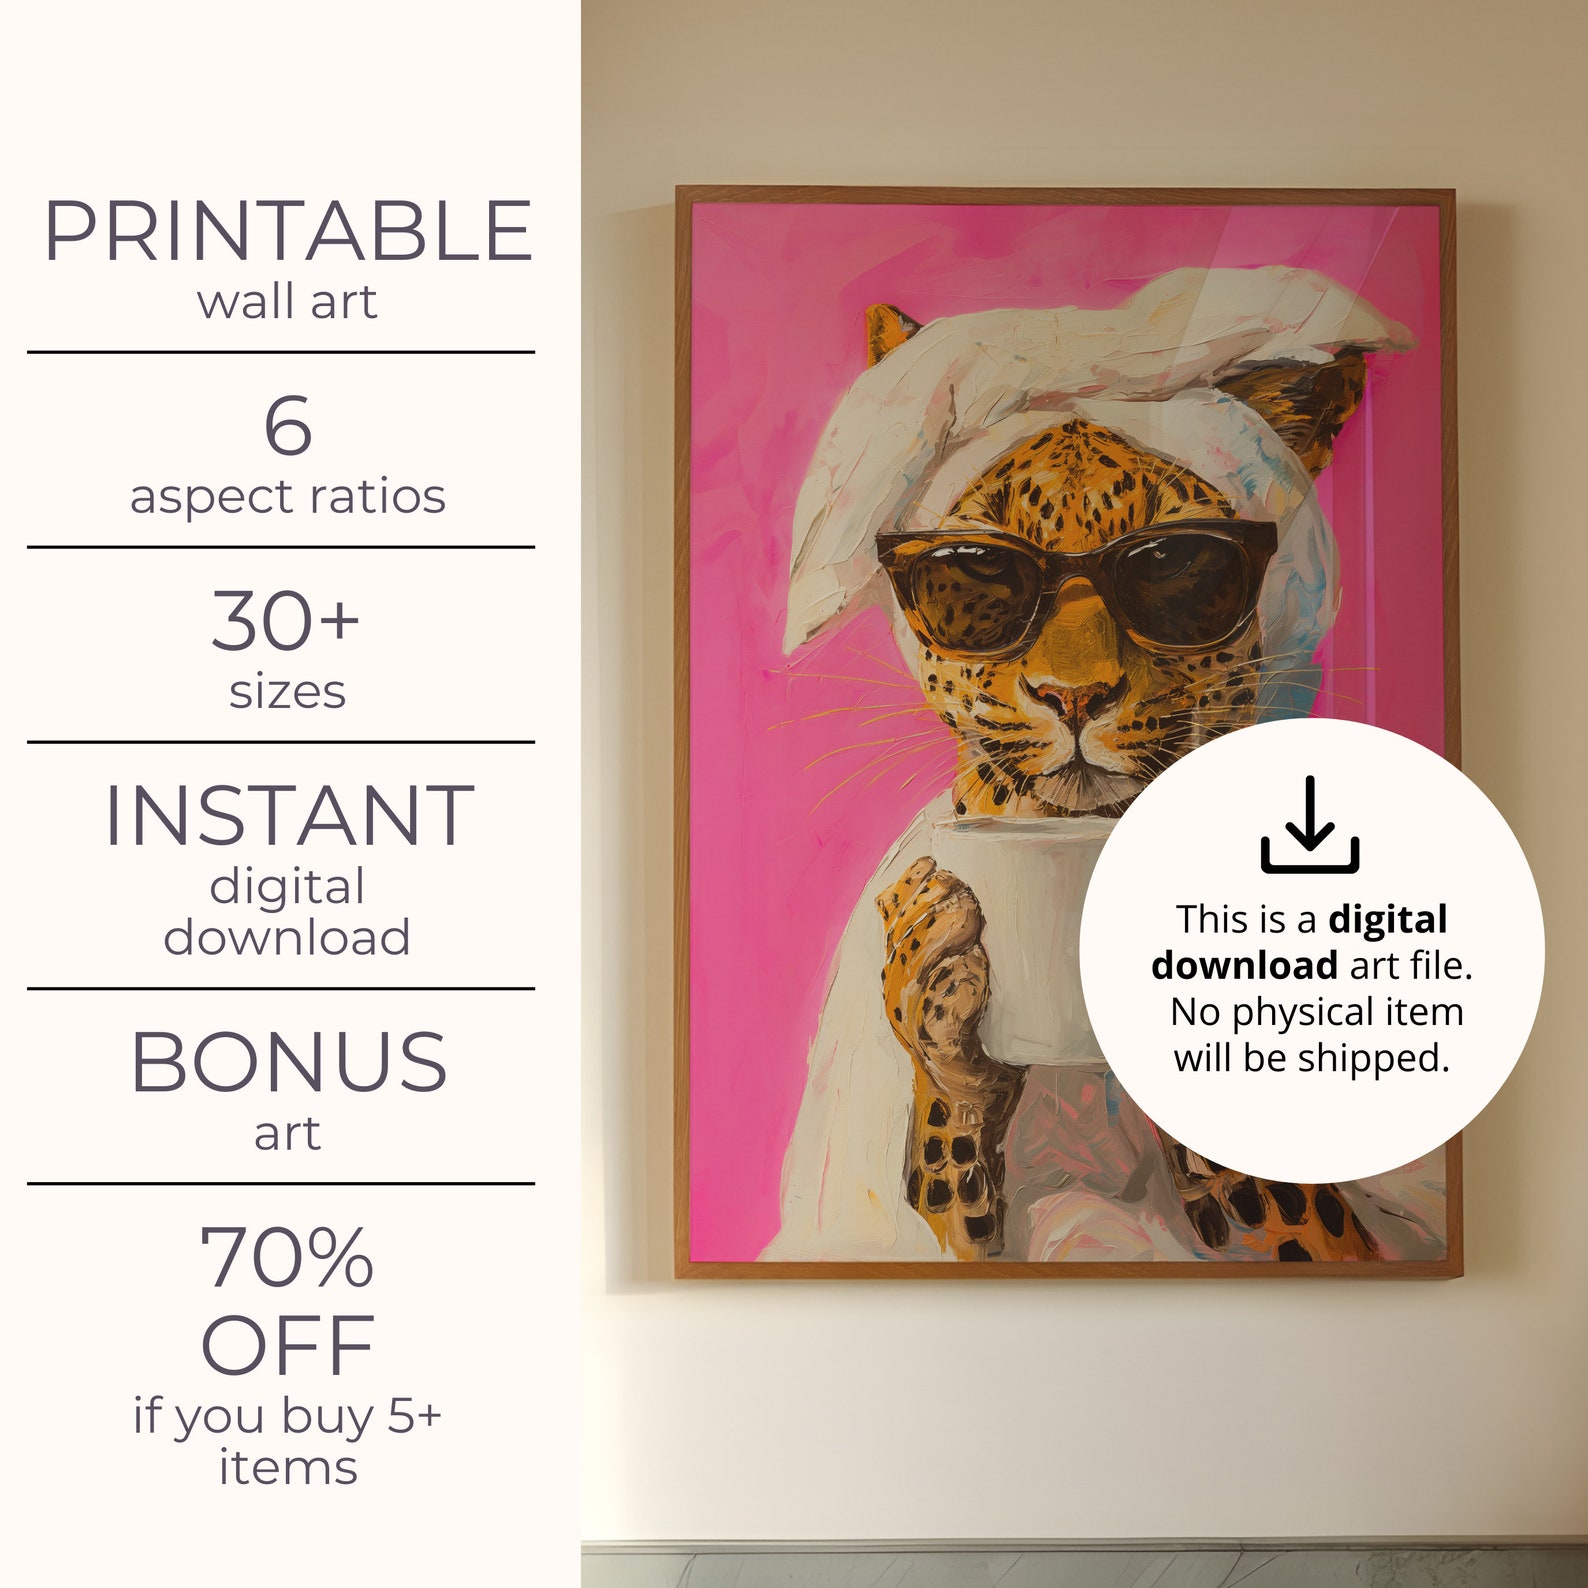 PRINTABLE
wall art
6
aspect ratios
30+
sizes
INSTANT
digital
download
BONUS
art
70%
OFF
if you buy 5+
items
This is a digital
download art file.
No physical item
will be shipped.